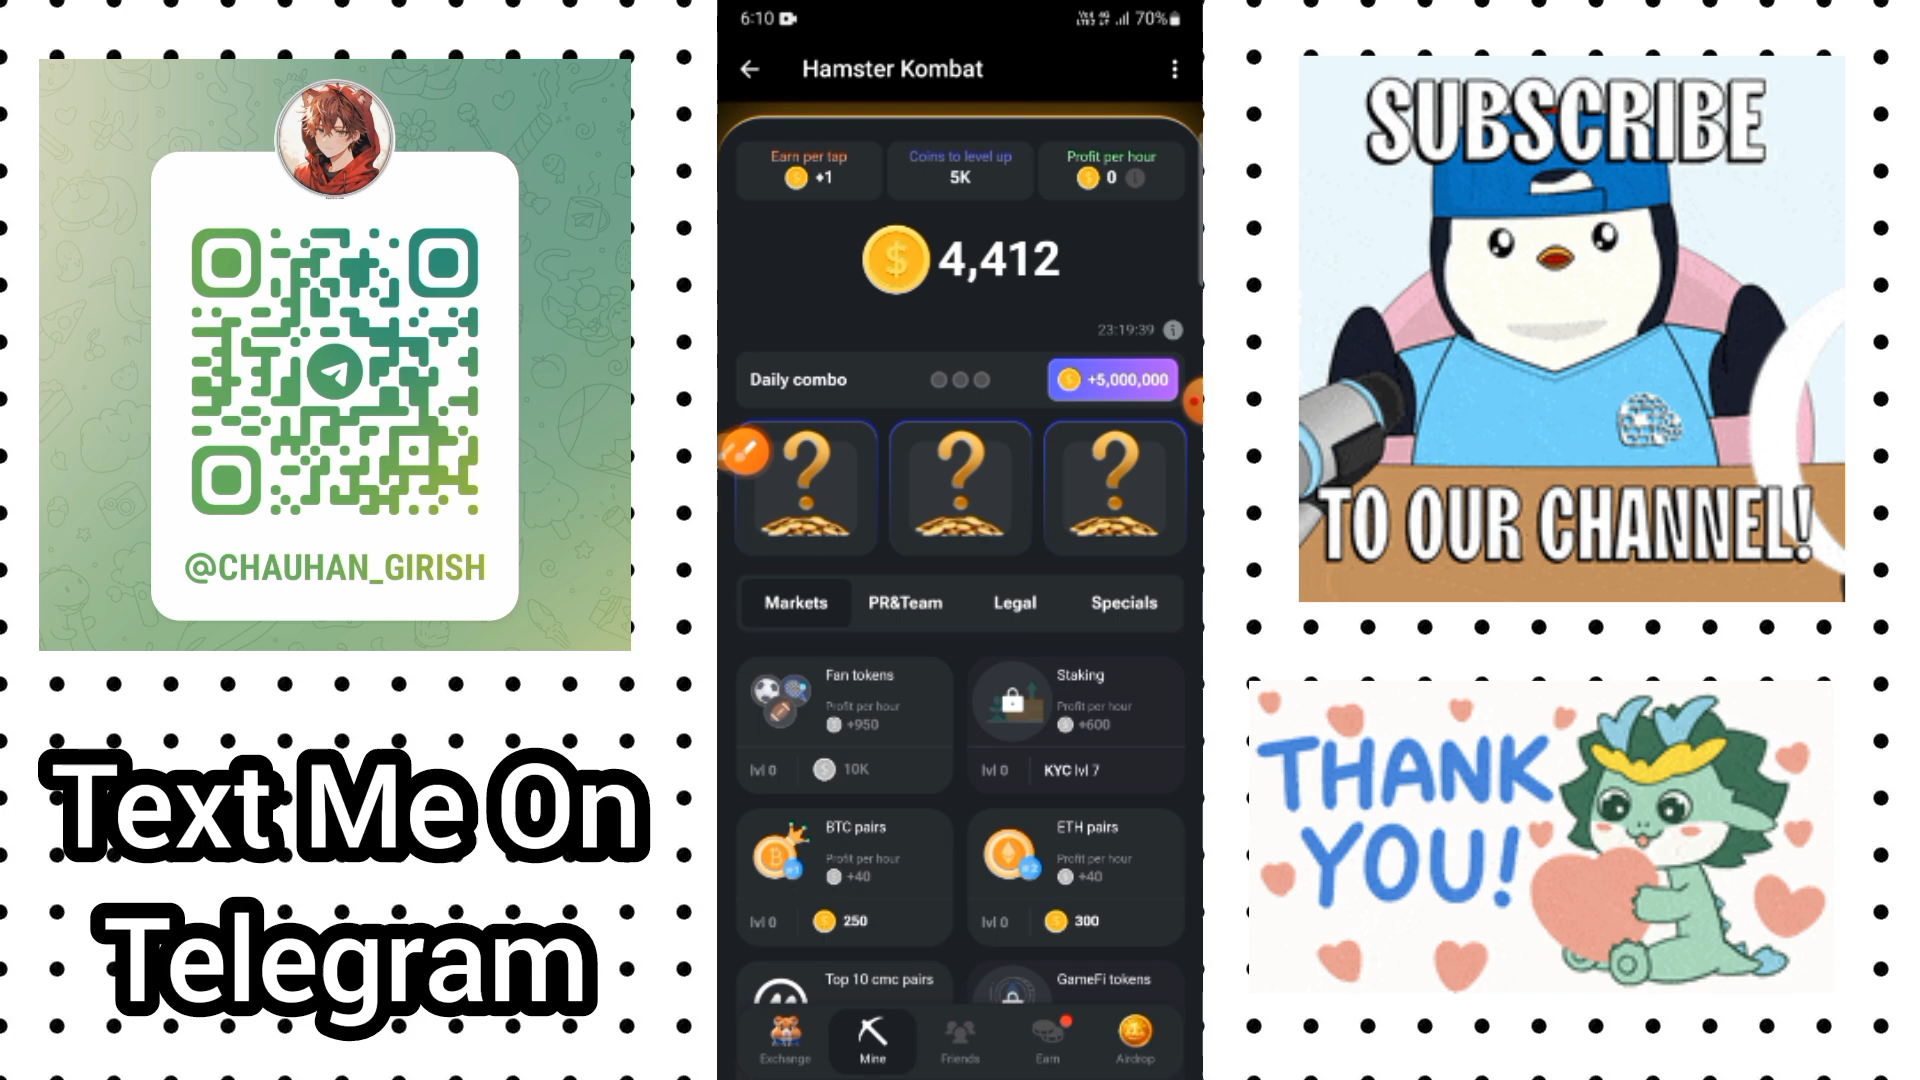 @CHAUHAN_GIRISH
Text Me On
Telegram
6:10
70%
Hamster Kombat
Earn per tap
+1
Coins to level up
5K
Profit per hour
0
4,412
23:19:39
Daily combo
+5,000,000
Markets
PR&Team
Legal
Specials
Fan tokens
Profit per hour
+950
lvl 0
10K
Staking
Profit per hour
+600
lvl 0
KYC lvl 7
BTC pairs
Profit per hour
+40
lvl 0
250
ETH pairs
Profit per hour
+40
lvl 0
300
Top 10 cmc pairs
GameFi tokens
Exchange
Mine
Friends
Earn
Airdrop
SUBSCRIBE
TO OUR CHANNEL!
THANK
YOU!